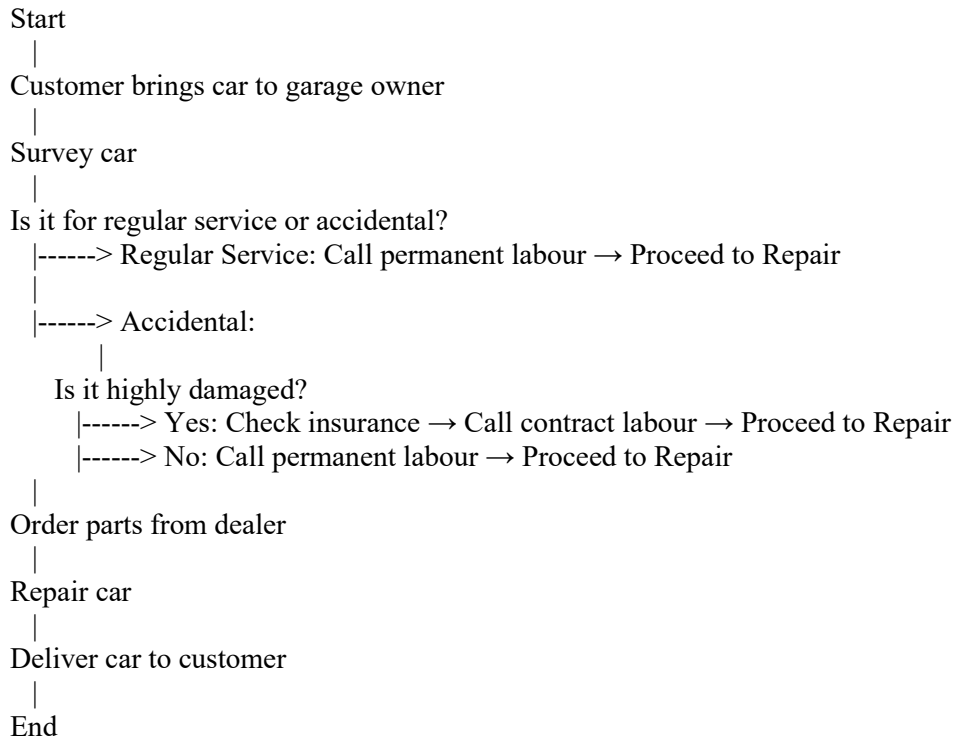 Start
|
Customer brings car to garage owner
|
Survey car
|
Is it for regular service or accidental?
|------> Regular Service: Call permanent labour → Proceed to Repair
|
|------> Accidental:
|
Is it highly damaged?
|------> Yes: Check insurance → Call contract labour → Proceed to Repair
|------> No: Call permanent labour → Proceed to Repair
|
Order parts from dealer
|
Repair car
|
Deliver car to customer
|
End